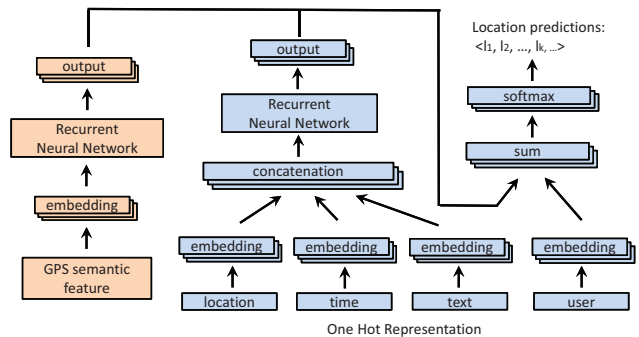 Location predictions:
<l1, l2, ..., lk, ...>
output
output
softmax
Recurrent
Neural Network
Recurrent
Neural Network
sum
concatenation
embedding
embedding
embedding
embedding
embedding
GPS semantic
feature
location
time
text
user
One Hot Representation